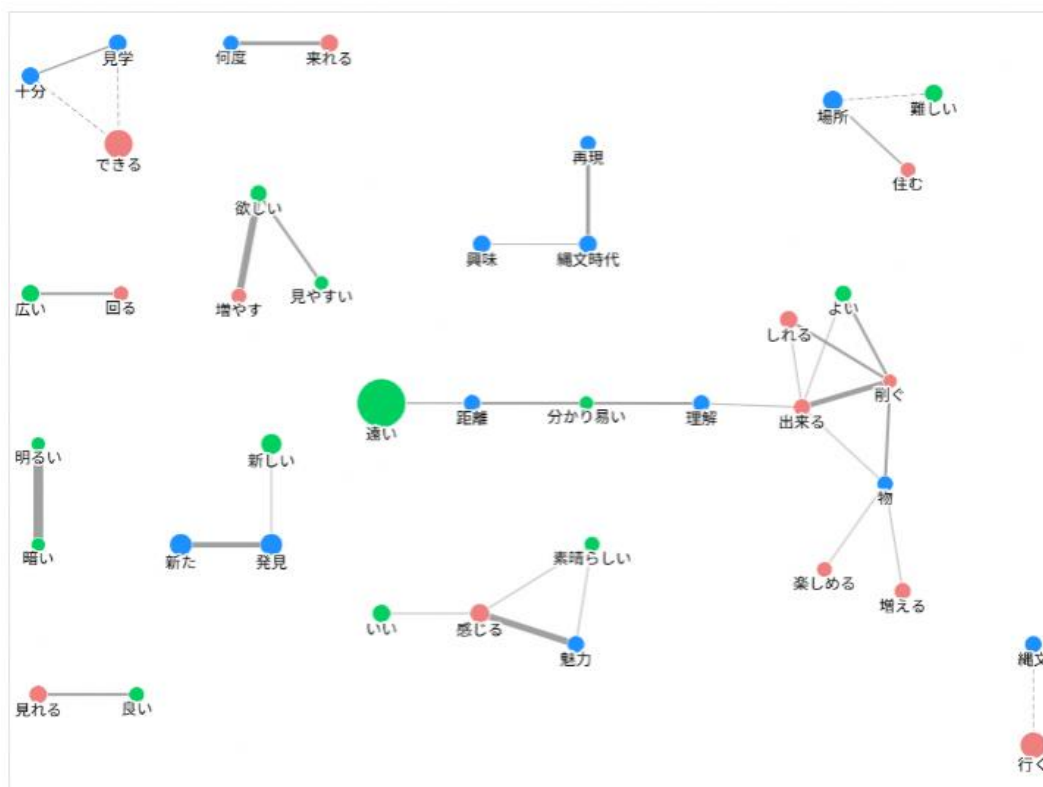 見学
十分
できる
何度
来れる
場所
難しい
住む
再現
興味
縄文時代
欲しい
増やす
見やすい
広い
回る
よい
しれる
削ぐ
出来る
遠い
距離
分かり易い
理解
物
楽しめる
増える
明るい
暗い
新しい
新た
発見
素晴らしい
いい
感じる
魅力
見れる
良い
縄文
行く